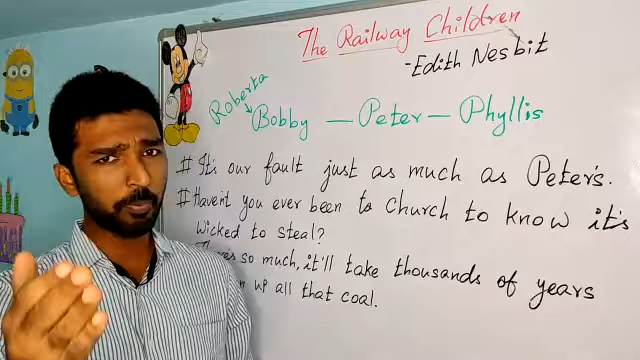 The Railway Children
-Edith Nesbit
Roberta
Bobby — Peter — Phyllis
# It's our fault just as much as Peter's.
# Haven't you ever been to Church to know it's
wicked to steal?
so much, it'll take thousands of years
up all that coal.